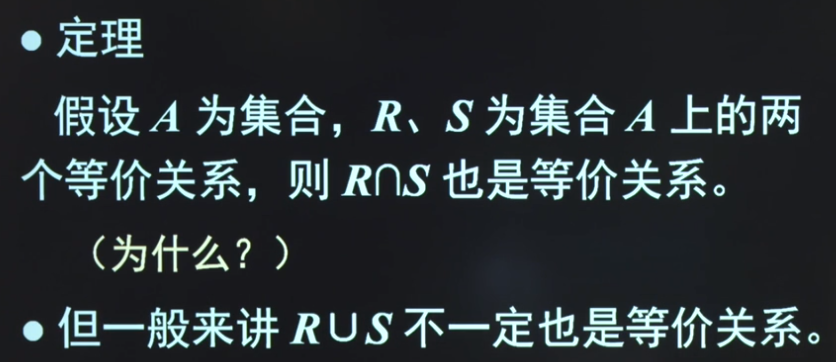 ● 定理
假设 A 为集合，R、S 为集合 A 上的两
个等价关系，则 R∩S 也是等价关系。
（为什么？）
● 但一般来讲 R∪S 不一定也是等价关系。